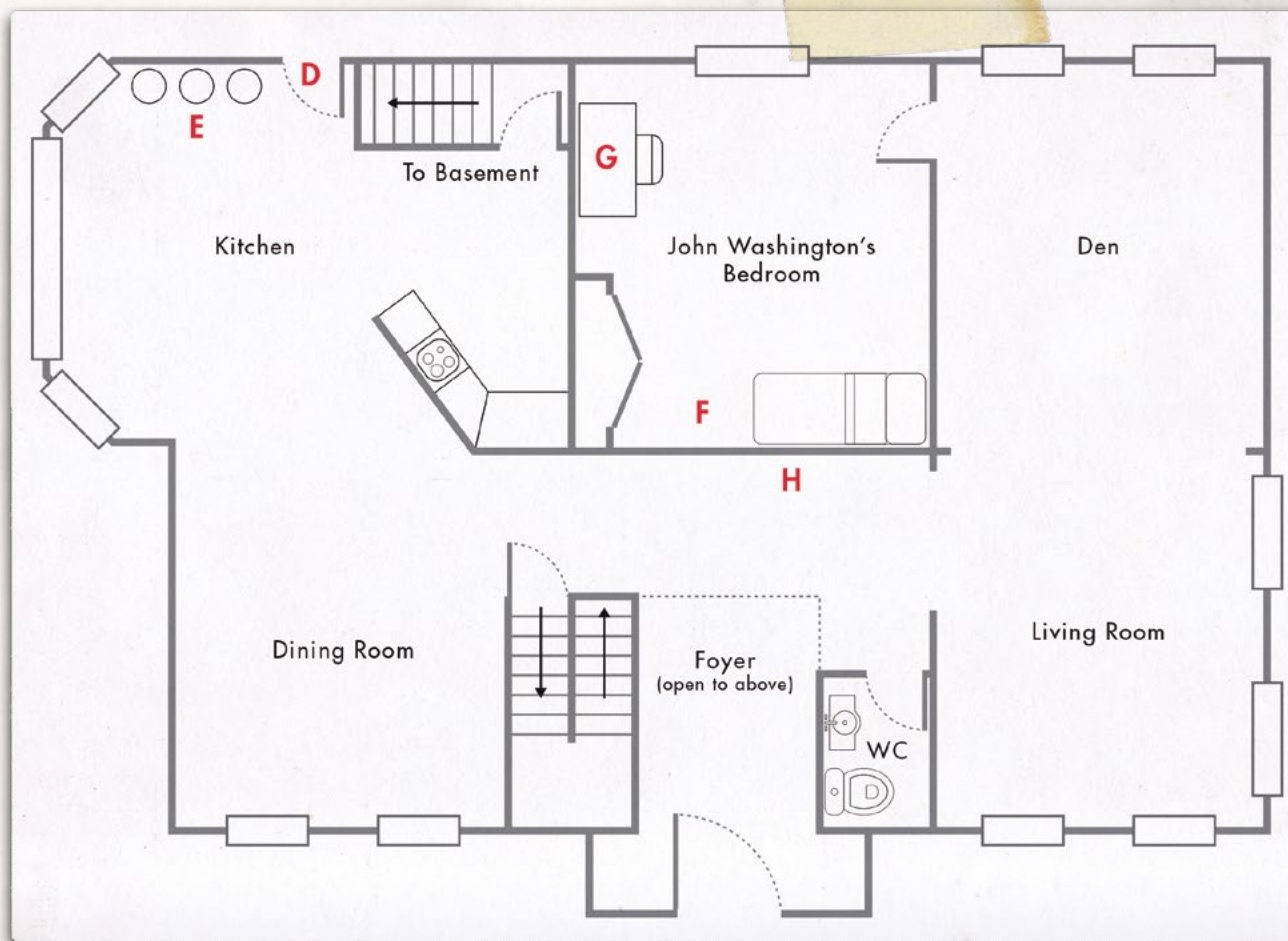 D
E
To Basement
G
Kitchen
John Washington's
Bedroom
Den
F
H
Dining Room
Foyer
(open to above)
Living Room
WC